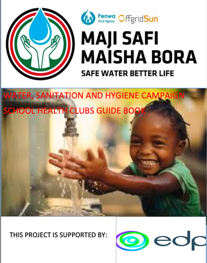 Fenwa OffgridSun
MAJI SAFI
MAISHA BORA
SAFE WATER BETTER LIFE
WATER, SANITATION AND HYGIENE CAMPAIGN
SCHOOL HEALTH CLUBS GUIDE BOOK
THIS PROJECT IS SUPPORTED BY:
edp